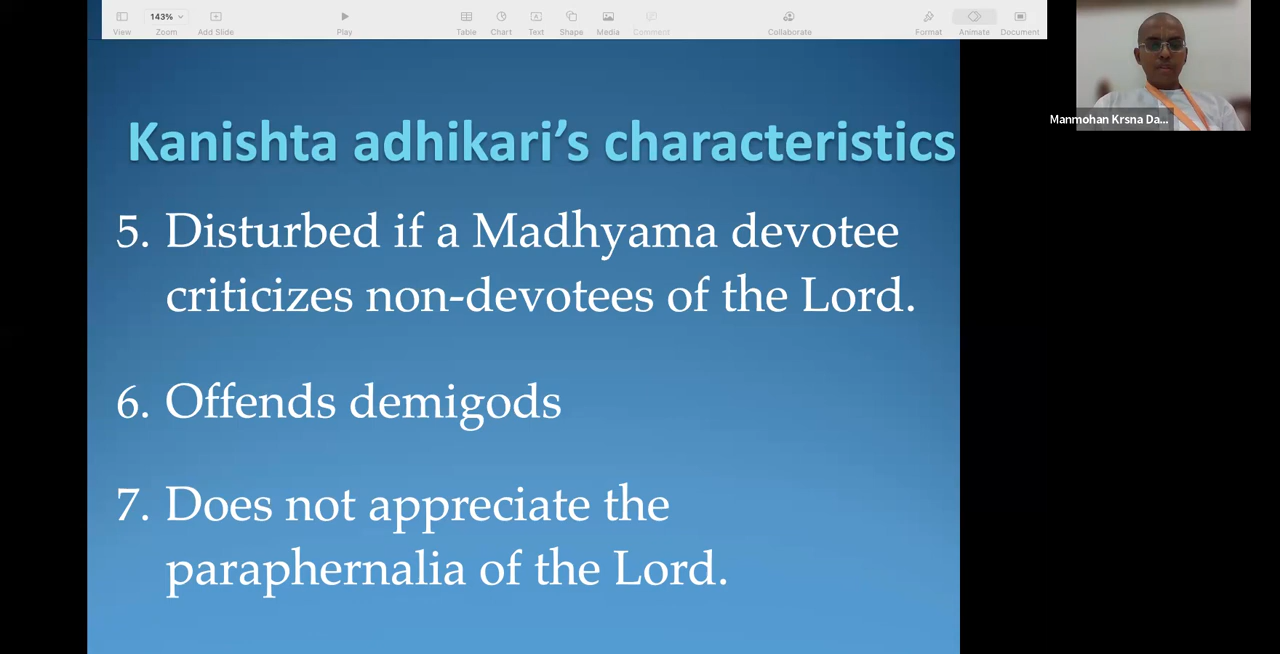 143%
View
Zoom
Add Slide
Play
Table
Chart
Text
Shape
Media
Comment
Collaborate
Format
Animate
Document
Manmohan Krsna Da...
Kanishta adhikari's characteristics
5. Disturbed if a Madhyama devotee
criticizes non-devotees of the Lord.
6. Offends demigods
7. Does not appreciate the
paraphernalia of the Lord.